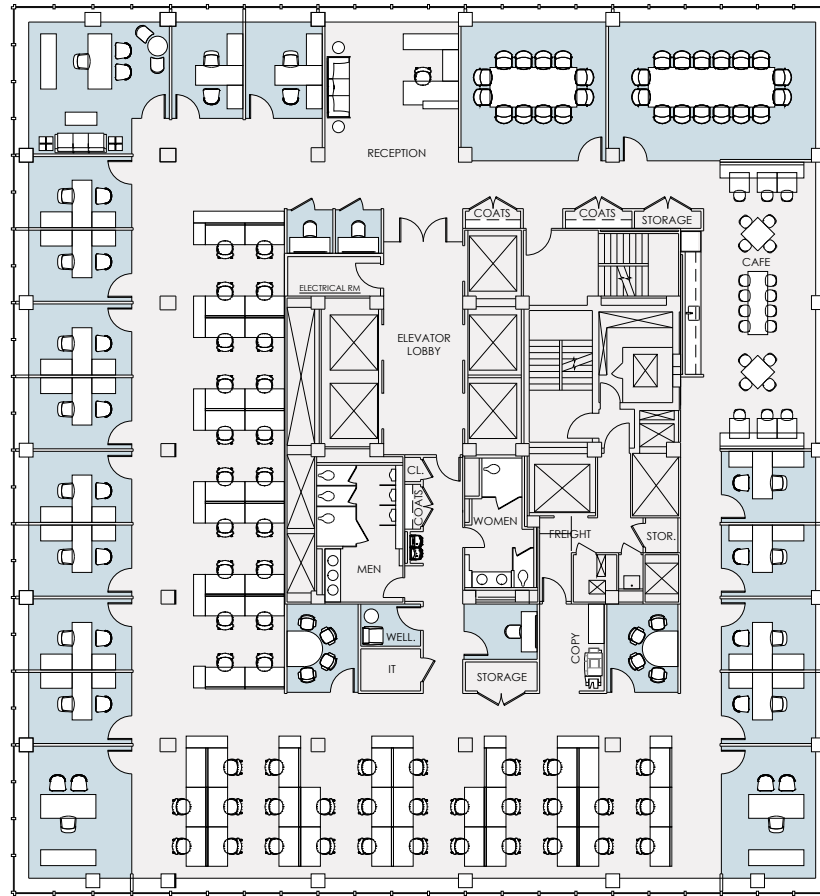 RECEPTION
COATS
COATS
STORAGE
CAFE
ELECTRICAL RM
ELEVATOR
LOBBY
CL.
COATS
WOMEN
FREIGHT
STOR.
MEN
WELL.
COPY
IT
STORAGE